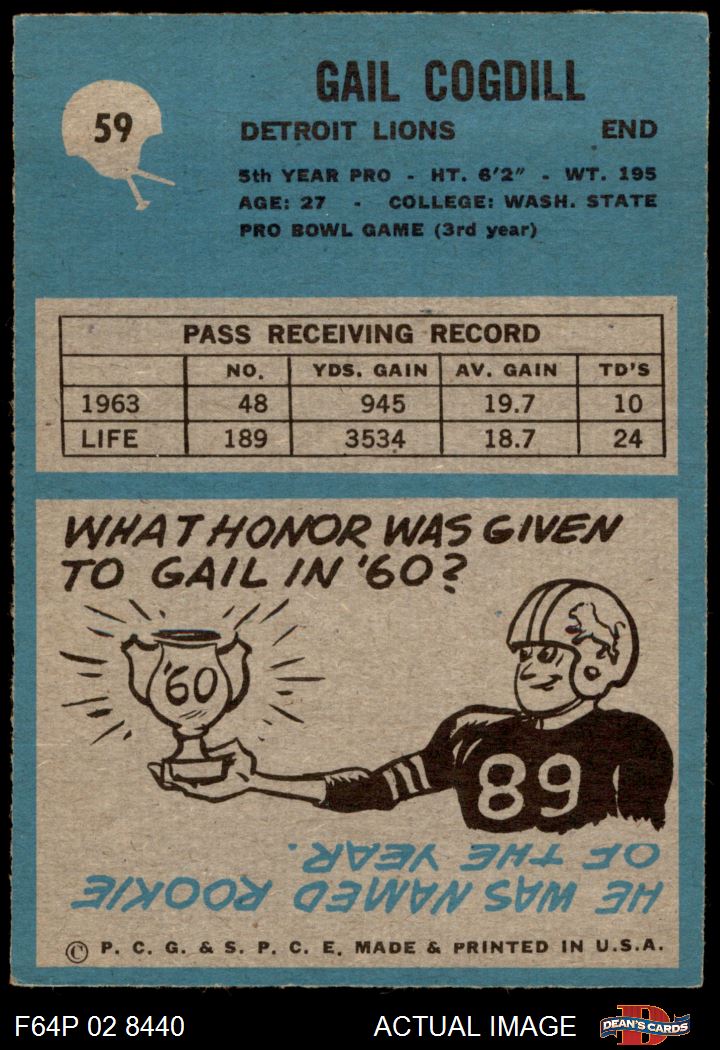 59
GAIL COGDILL
DETROIT LIONS END
5th YEAR PRO - HT. 6'2" - WT. 195
AGE: 27 - COLLEGE: WASH. STATE
PRO BOWL GAME (3rd year)
PASS RECEIVING RECORD
NO. YDS. GAIN AV. GAIN TD'S
1963 48 945 19.7 10
LIFE 189 3534 18.7 24
WHAT HONOR WAS GIVEN
TO GAIL IN '60?
'60
89
HE WAS NAMED ROOKIE
OF THE YEAR.
© P. C. G. & S. P. C. E. MADE & PRINTED IN U.S.A.
F64P 02 8440 ACTUAL IMAGE D DEAN'S CARDS